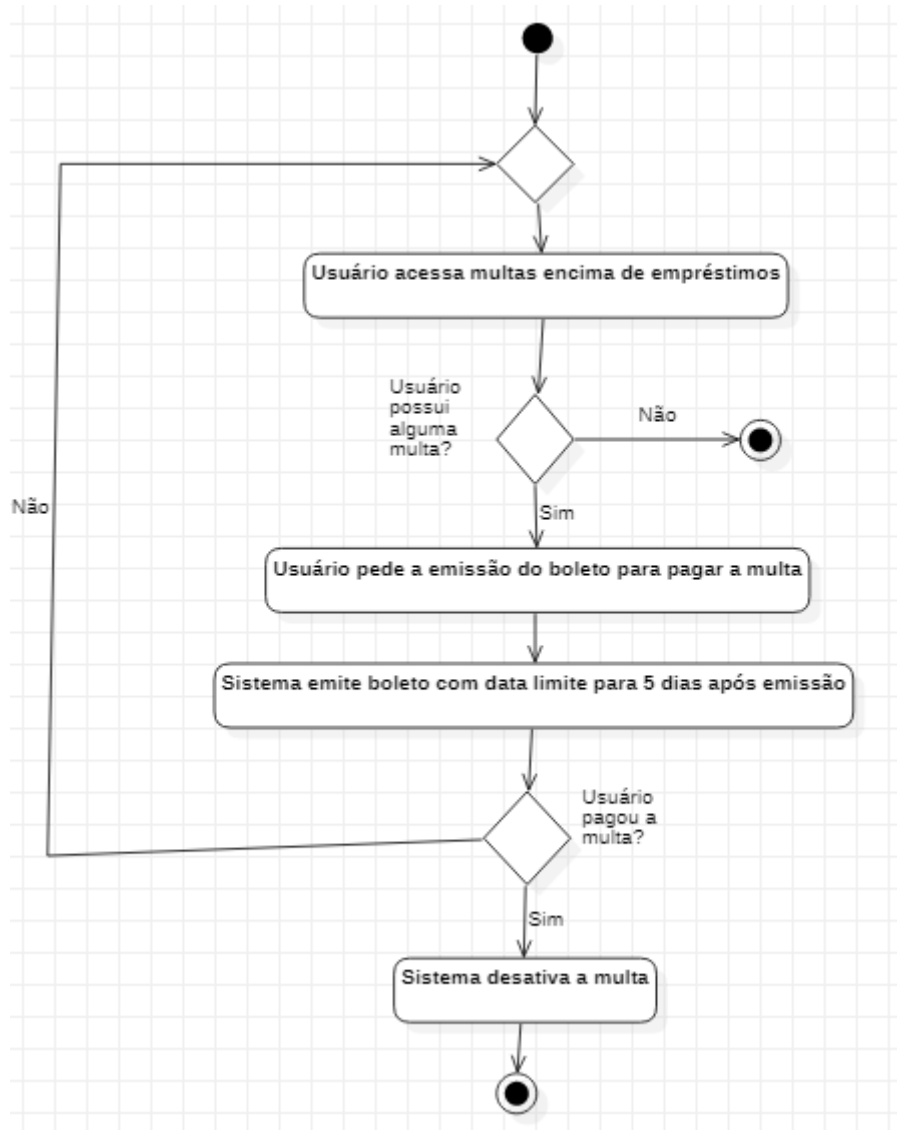 Usuário acessa multas encima de empréstimos
Usuário
possui
alguma
multa?
Não
Não
Sim
Usuário pede a emissão do boleto para pagar a multa
Sistema emite boleto com data limite para 5 dias após emissão
Usuário
pagou a
multa?
Sim
Sistema desativa a multa